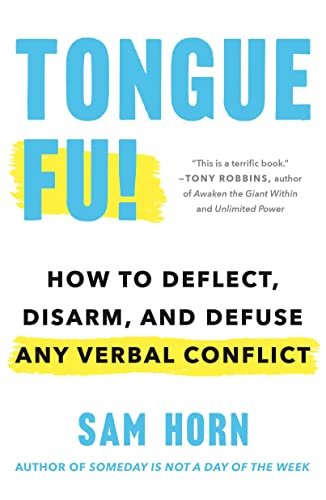 TONGUE
FU!
"This is a terrific book."
–TONY ROBBINS, author
of Awaken the Giant Within
and Unlimited Power
HOW TO DEFLECT,
DISARM, AND DEFUSE
ANY VERBAL CONFLICT
SAM HORN
AUTHOR OF SOMEDAY IS NOT A DAY OF THE WEEK